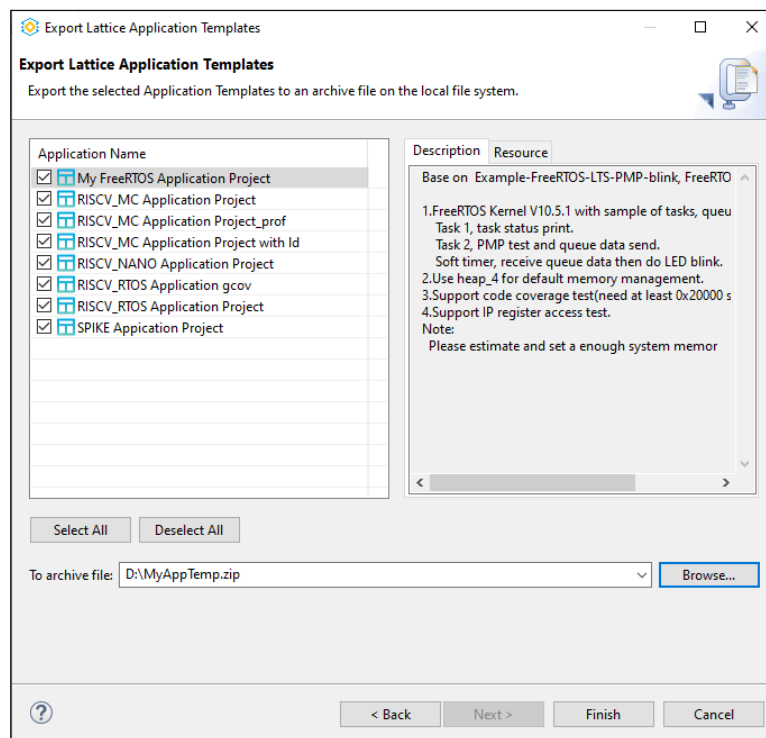 Export Lattice Application Templates
Export Lattice Application Templates
Export the selected Application Templates to an archive file on the local file system.
Application Name
My FreeRTOS Application Project
RISCV_MC Application Project
RISCV_MC Application Project_prof
RISCV_MC Application Project with ld
RISCV_NANO Application Project
RISCV_RTOS Application gcov
RISCV_RTOS Application Project
SPIKE Appication Project
Description Resource
Base on Example-FreeRTOS-LTS-PMP-blink, FreeRTO
1.FreeRTOS Kernel V10.5.1 with sample of tasks, queu
Task 1, task status print.
Task 2, PMP test and queue data send.
Soft timer, receive queue data then do LED blink.
2.Use heap_4 for default memory management.
3.Support code coverage test(need at least 0x20000 s
4.Support IP register access test.
Note:
Please estimate and set a enough system memor
Select All Deselect All
To archive file: D:\MyAppTemp.zip Browse...
? < Back Next > Finish Cancel